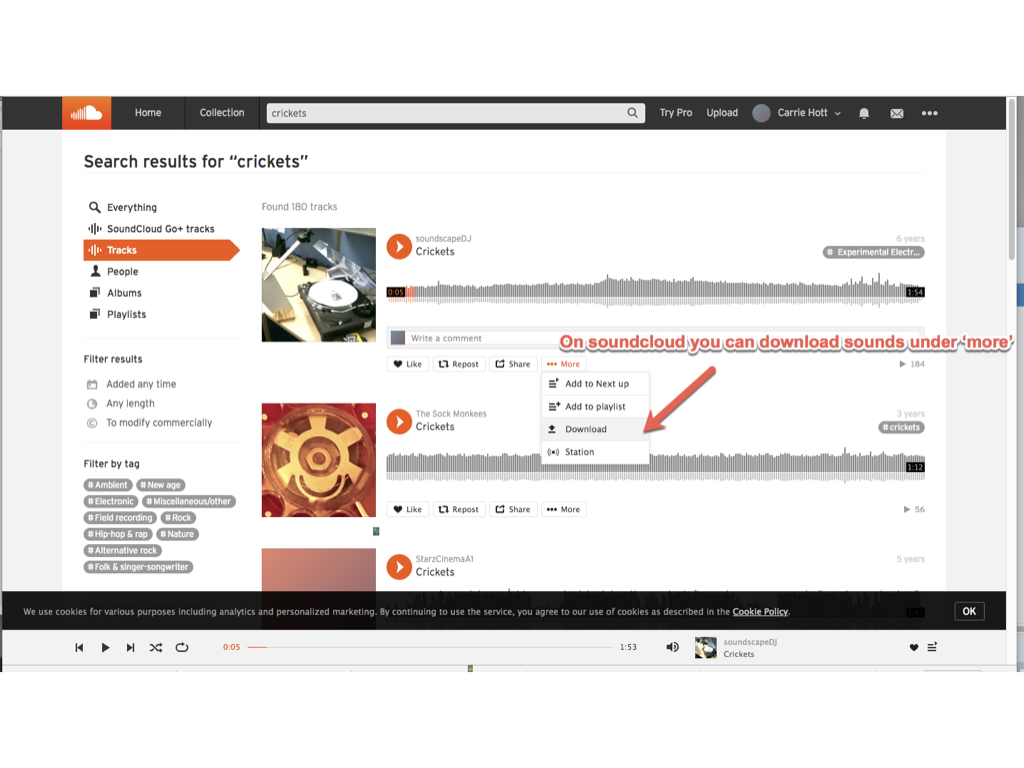 Home
Collection
crickets
Try Pro
Upload
Carrie Hott
Search results for “crickets”
Everything
SoundCloud Go+ tracks
Tracks
People
Albums
Playlists
Filter results
Added any time
Any length
To modify commercially
Filter by tag
# Ambient # New age
# Electronic # Miscellaneous/other
# Field recording # Rock
# Hip-hop & rap # Nature
# Alternative rock
# Folk & singer-songwriter
Found 180 tracks
soundscapeDJ
Crickets
6 years
# Experimental Electr...
0:05
1:54
Write a comment
On soundcloud you can download sounds under ‘more’
Like Repost Share More
184
Add to Next up
Add to playlist
Download
Station
The Sock Monkees
Crickets
3 years
# crickets
1:12
Like Repost Share More
56
StarzCinemaA1
Crickets
5 years
We use cookies for various purposes including analytics and personalized marketing. By continuing to use the service, you agree to our use of cookies as described in the Cookie Policy.
OK
0:05
1:53
soundscapeDJ
Crickets